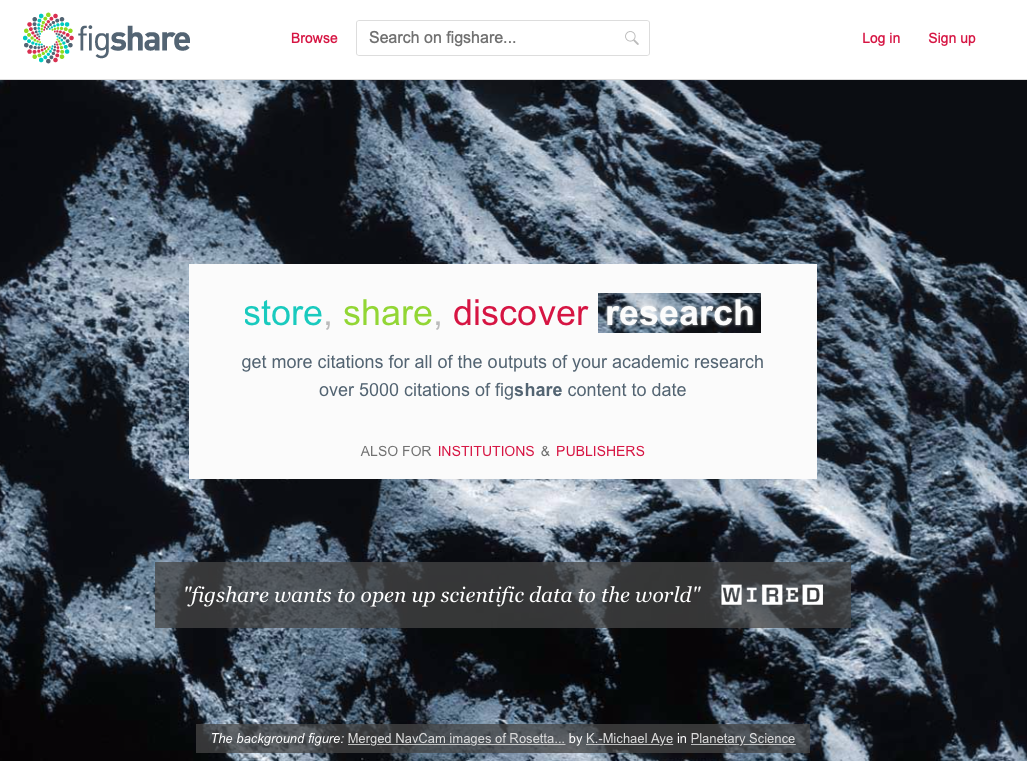 figshare
Browse
Search on figshare...
Log in
Sign up
store, share, discover research
get more citations for all of the outputs of your academic research
over 5000 citations of figshare content to date
ALSO FOR INSTITUTIONS & PUBLISHERS
"figshare wants to open up scientific data to the world" WIRED
The background figure: Merged NavCam images of Rosetta... by K.-Michael Aye in Planetary Science